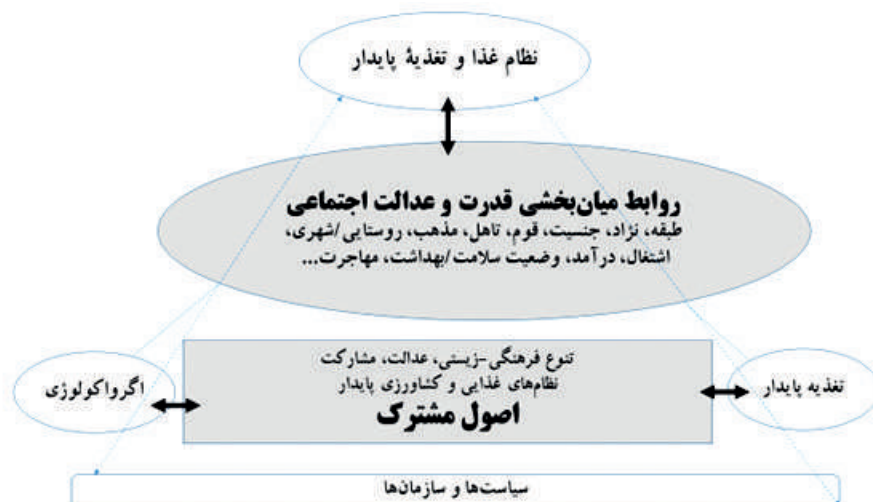 نظام غذا و تغذیهٔ پایدار
روابط میان‌بخشی قدرت و عدالت اجتماعی
طبقه، نژاد، جنسیت، قوم، تاهل، مذهب، روستایی/شهری،
اشتغال، درآمد، وضعیت سلامت/بهداشت، مهاجرت...
تنوع فرهنگی-زیستی، عدالت، مشارکت
نظام‌های غذایی و کشاورزی پایدار
اصول مشترک
تغذیه پایدار
اگرواکولوژی
سیاست‌ها و سازمان‌ها